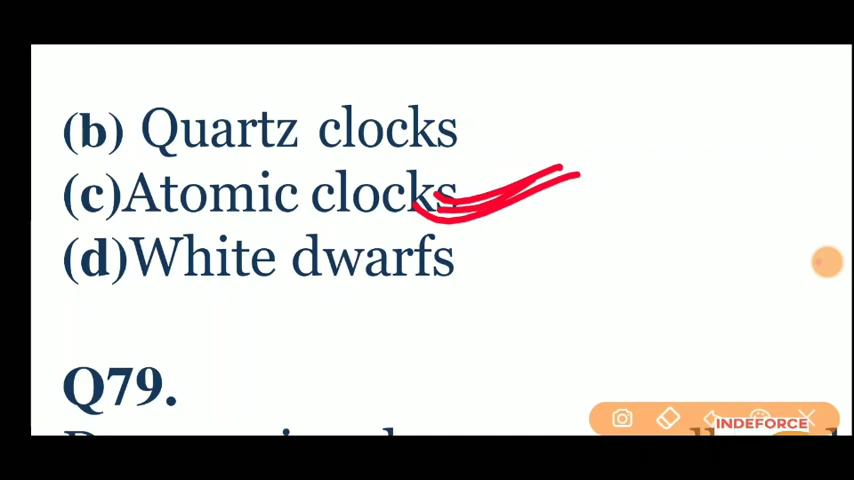 (b) Quartz clocks
(c)Atomic clocks
(d)White dwarfs
Q79.
INDEFORCE